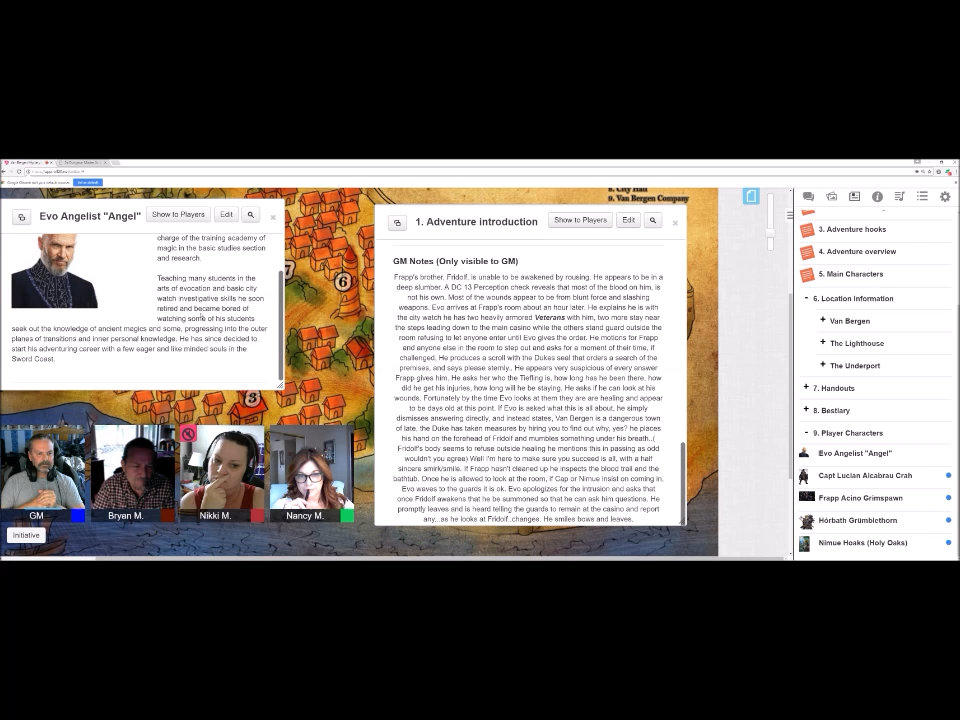 8. City Hall
9. Van Bergen Company
Evo Angelist "Angel"
Show to Players
Edit
charge of the training academy of
magic in the basic studies section
and research.
Teaching many students in the
arts of evocation and basic city
watch investigative skills he soon
retired and became bored of
watching some of his students
seek out the knowledge of ancient magics and some, progressing into the outer
planes of transitions and inner personal knowledge. He has since decided to
start his adventuring career with a few eager and like minded souls in the
Sword Coast.
7
6
3
1. Adventure introduction
Show to Players
Edit
GM Notes (Only visible to GM)
Frapp's brother, Fridolf, is unable to be awakened by rousing. He appears to be in a
deep slumber. A DC 13 Perception check reveals that most of the blood on him, is
not his own. Most of the wounds appear to be from blunt force and slashing
weapons. Evo arrives at Frapp's room about an hour later. He explains he is with
the city watch he has two heavily armored Veterans with him, two more stay near
the steps leading down to the main casino while the others stand guard outside the
room refusing to let anyone enter until Evo gives the order. He motions for Frapp
and anyone else in the room to step out and asks for a moment of their time, if
challenged. He produces a scroll with the Dukes seal that orders a search of the
premises, and says please sternly.. He appears very suspicious of every answer
Frapp gives him. He asks her who the Tiefling is, how long has he been there, how
did he get his injuries, how long will he be staying. He asks if he can look at his
wounds. Fortunately by the time Evo looks at them they are are healing and appear
to be days old at this point. If Evo is asked what this is all about, he simply
dismisses answering directly, and instead states, Van Bergen is a dangerous town
of late, the Duke has taken measures by hiring you to find out why, yes? he places
his hand on the forehead of Fridolf and mumbles something under his breath..(
Fridolf's body seems to refuse outside healing he mentions this in passing as odd
wouldn't you agree) Well I'm here to make sure you succeed is all, with a half
sincere smirk/smile. If Frapp hasn't cleaned up he inspects the blood trail and the
bathtub. Once he is allowed to look at the room, if Cap or Nimue insist on coming in,
Evo waves to the guards it is ok. Evo apologizes for the intrusion and asks that
once Fridolf awakens that he be summoned so that he can ask him questions. He
promptly leaves and is heard telling the guards to remain at the casino and report
any...as he looks at Fridolf..changes. He smiles bows and leaves.
GM
Bryan M.
Nikki M.
Nancy M.
Initiative
3. Adventure hooks
4. Adventure overview
5. Main Characters
- 6. Location Information
+ Van Bergen
+ The Lighthouse
+ The Underport
+ 7. Handouts
+ 8. Bestiary
- 9. Player Characters
Evo Angelist "Angel"
Capt Lucian Alcabrau Crah
Frapp Acino Grimspawn
Hórbath Grümblethorn
Nimue Hoaks (Holy Oaks)